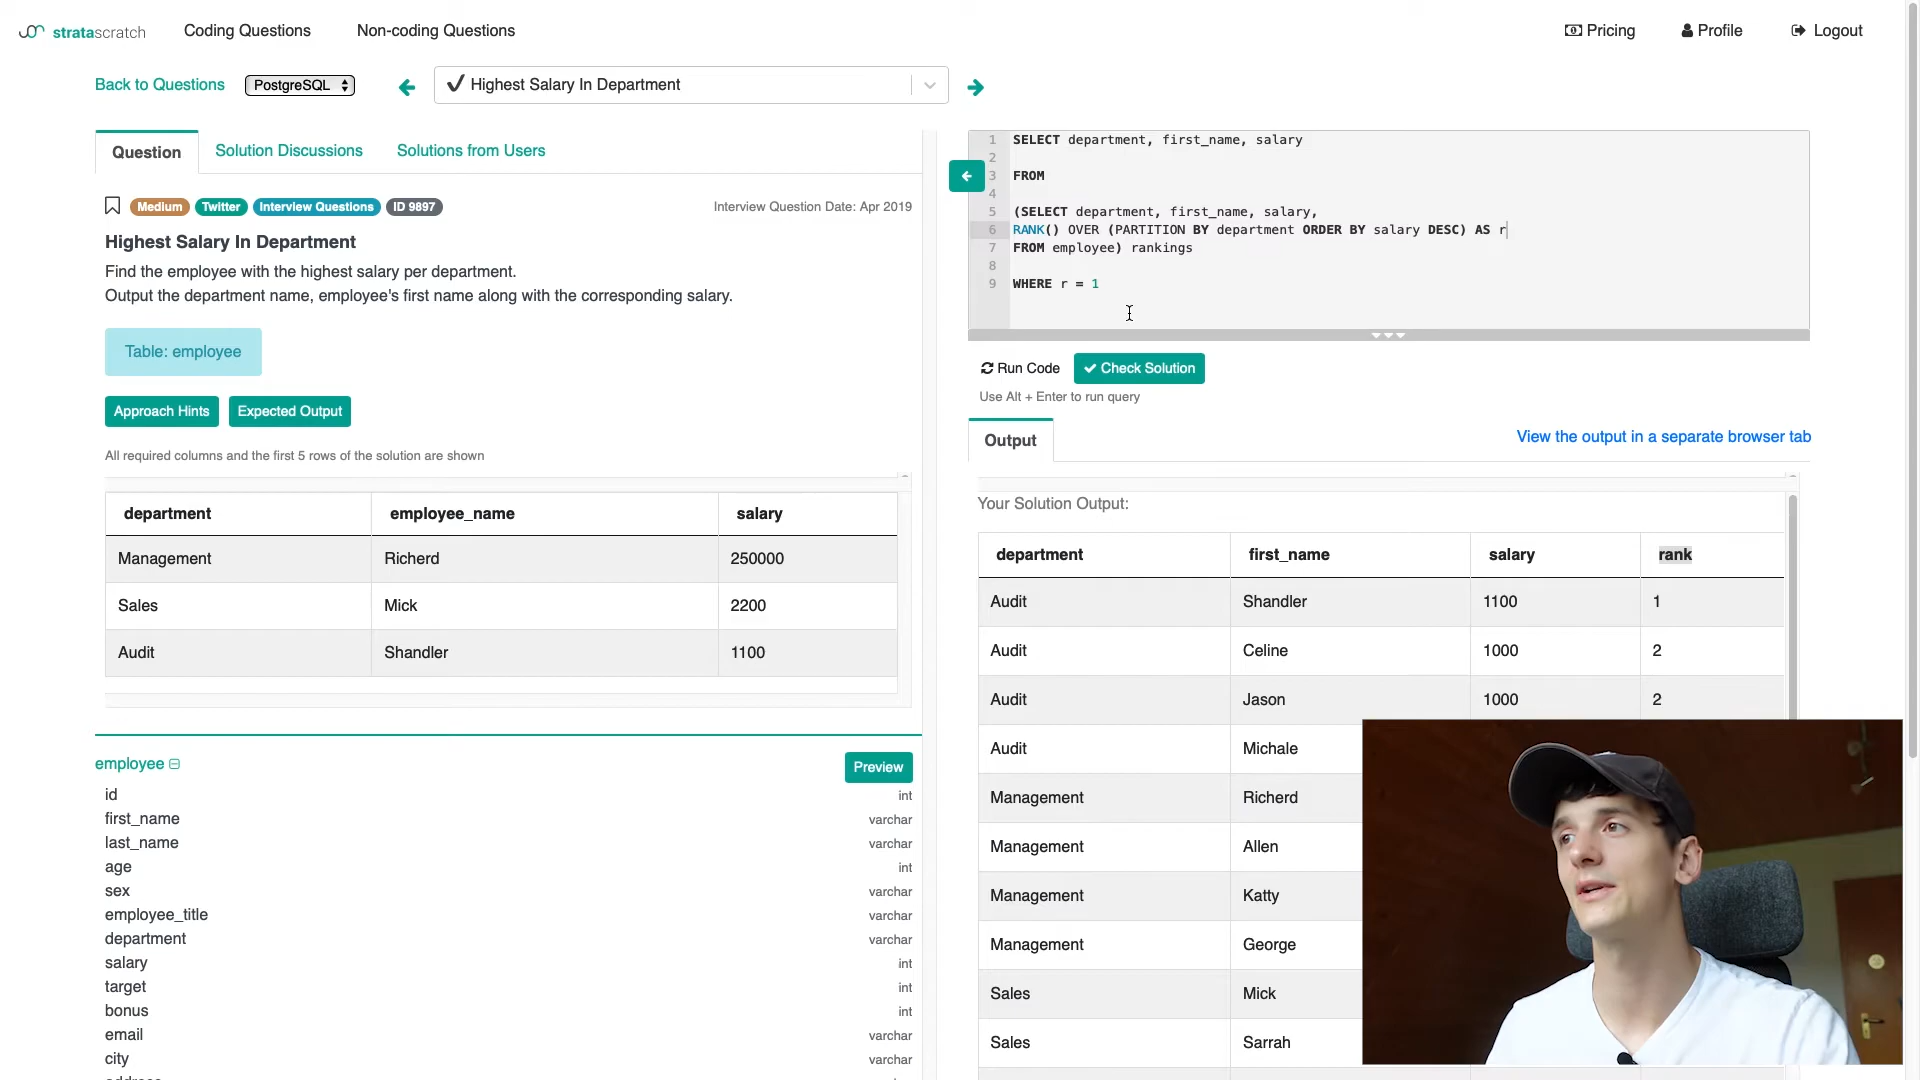 stratascratch
Coding Questions
Non-coding Questions
Pricing
Profile
Logout
Back to Questions
PostgreSQL
Highest Salary In Department
Question
Solution Discussions
Solutions from Users
Medium
Twitter
Interview Questions
ID 9897
Interview Question Date: Apr 2019
Highest Salary In Department
Find the employee with the highest salary per department.
Output the department name, employee's first name along with the corresponding salary.
Table: employee
Approach Hints
Expected Output
All required columns and the first 5 rows of the solution are shown
department employee_name salary
Management Richerd 250000
Sales Mick 2200
Audit Shandler 1100
employee
Preview
id int
first_name varchar
last_name varchar
age int
sex varchar
employee_title varchar
department varchar
salary int
target int
bonus int
email varchar
city varchar
1 SELECT department, first_name, salary
2
3 FROM
4
5 (SELECT department, first_name, salary,
6 RANK() OVER (PARTITION BY department ORDER BY salary DESC) AS r
7 FROM employee) rankings
8
9 WHERE r = 1
Run Code
Check Solution
Use Alt + Enter to run query
Output
View the output in a separate browser tab
Your Solution Output:
department first_name salary rank
Audit Shandler 1100 1
Audit Celine 1000 2
Audit Jason 1000 2
Audit Michale
Management Richerd
Management Allen
Management Katty
Management George
Sales Mick
Sales Sarrah